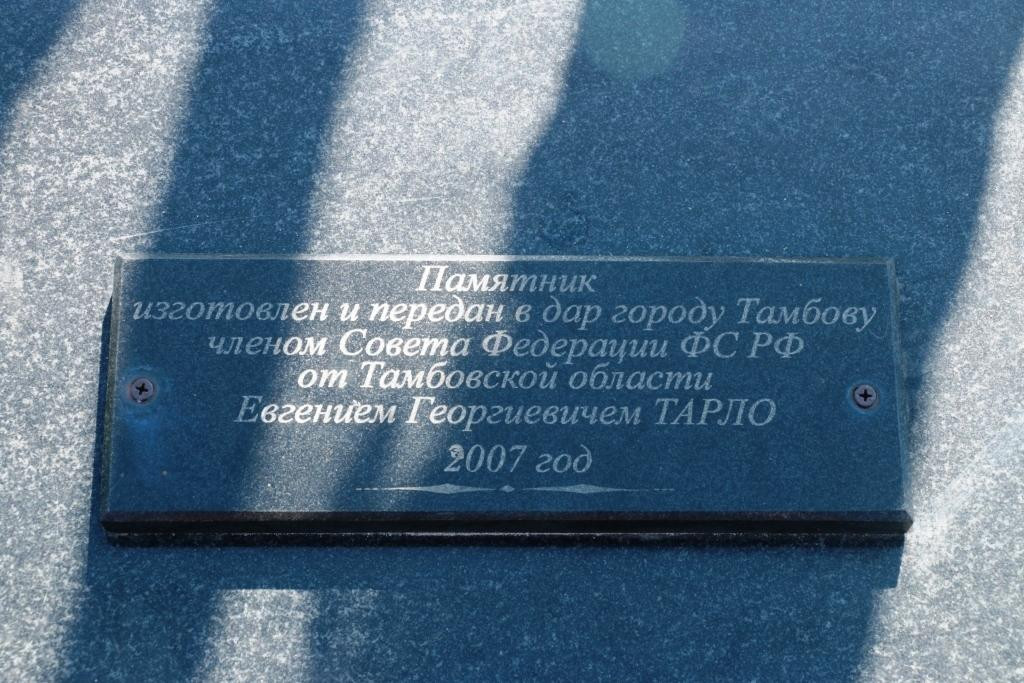 Памятник
изготовлен и передан в дар городу Тамбову
членом Совета Федерации ФС РФ
от Тамбовской области
Евгением Георгиевичем ТАРЛО
2007 год